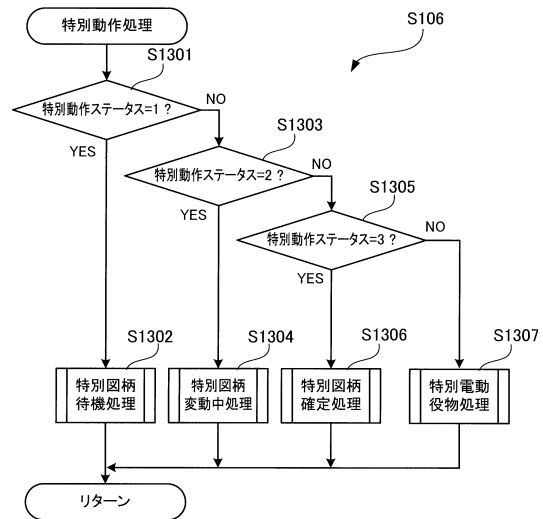 特別動作処理
S106
S1301
特別動作ステータス=1 ?
NO
YES
S1303
特別動作ステータス=2 ?
NO
YES
S1305
特別動作ステータス=3 ?
NO
YES
S1302
特別図柄
待機処理
S1304
特別図柄
変動中処理
S1306
特別図柄
確定処理
S1307
特別電動
役物処理
リターン